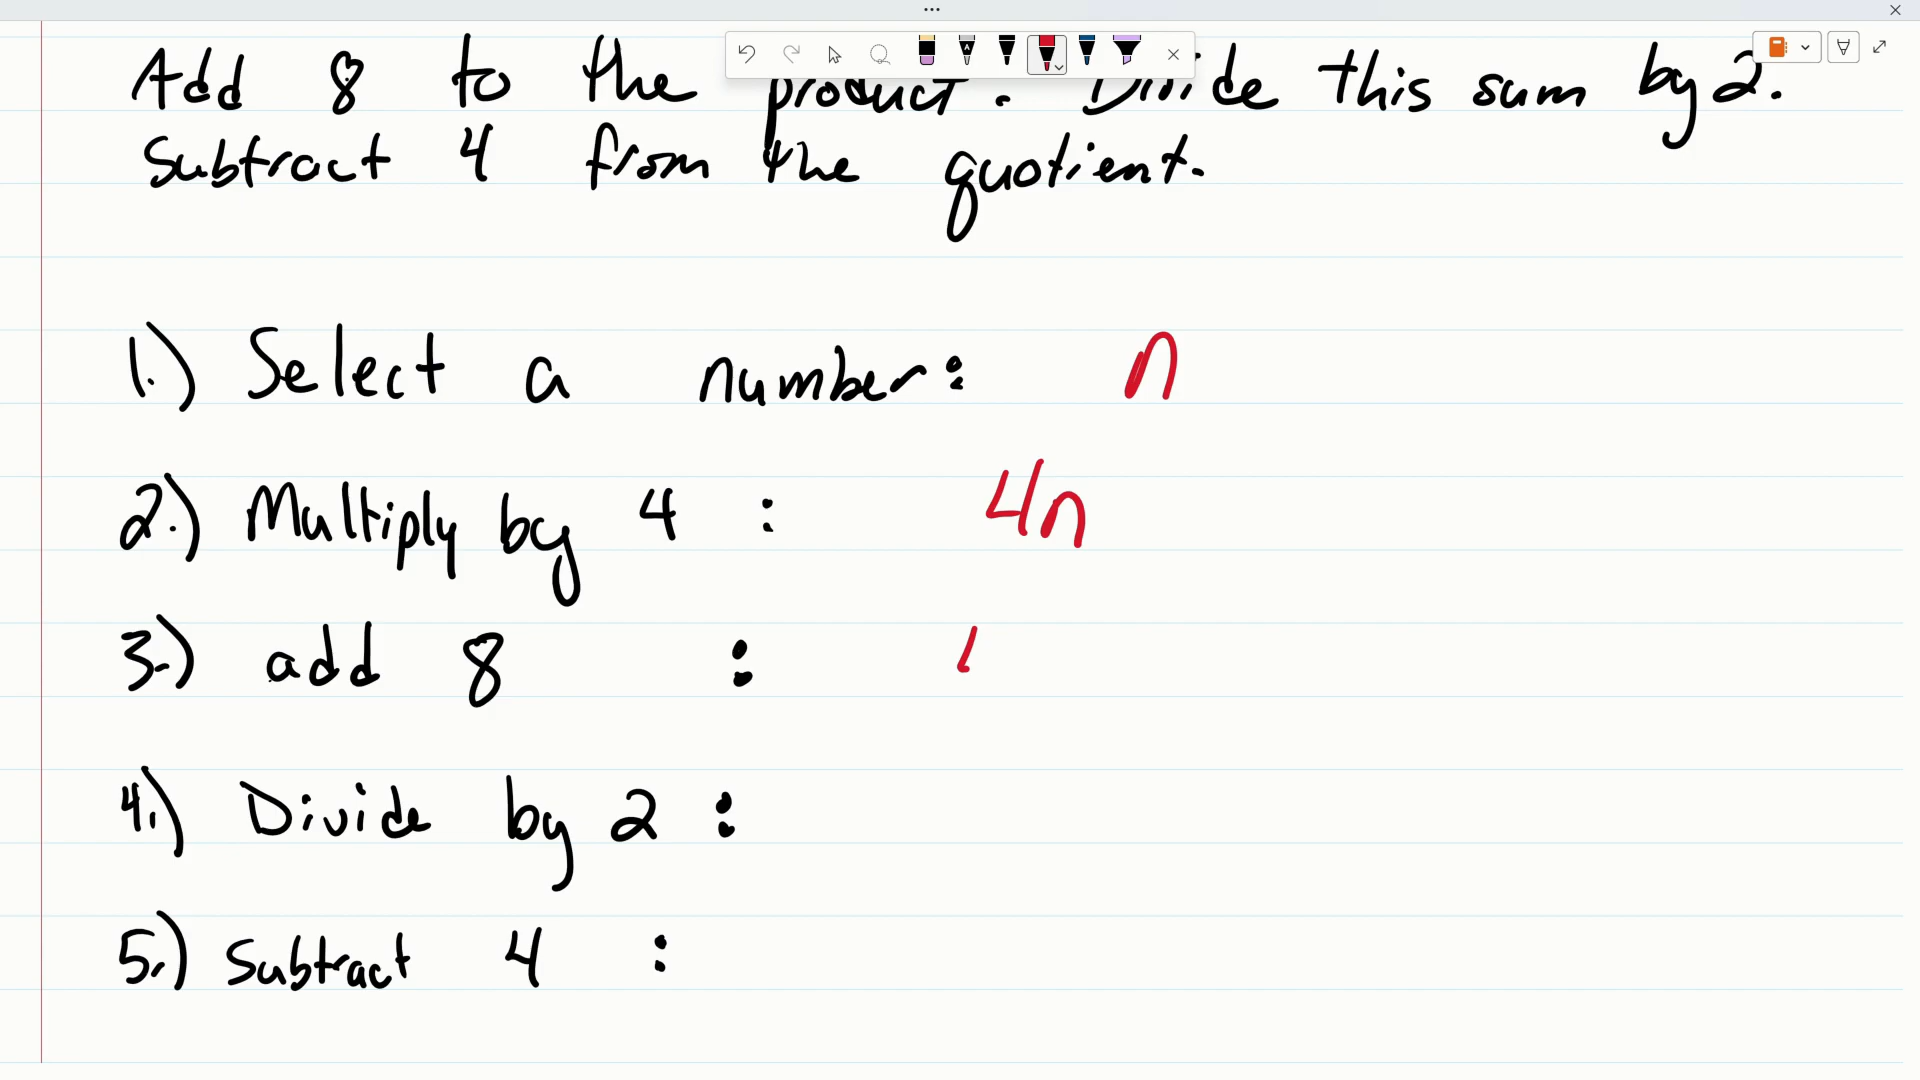 Add 8 to the product. Divide this sum by 2.
Subtract 4 from the quotient.
1.) Select a number: n
2.) Multiply by 4 : 4n
3.) add 8 :
4.) Divide by 2 :
5.) Subtract 4 :